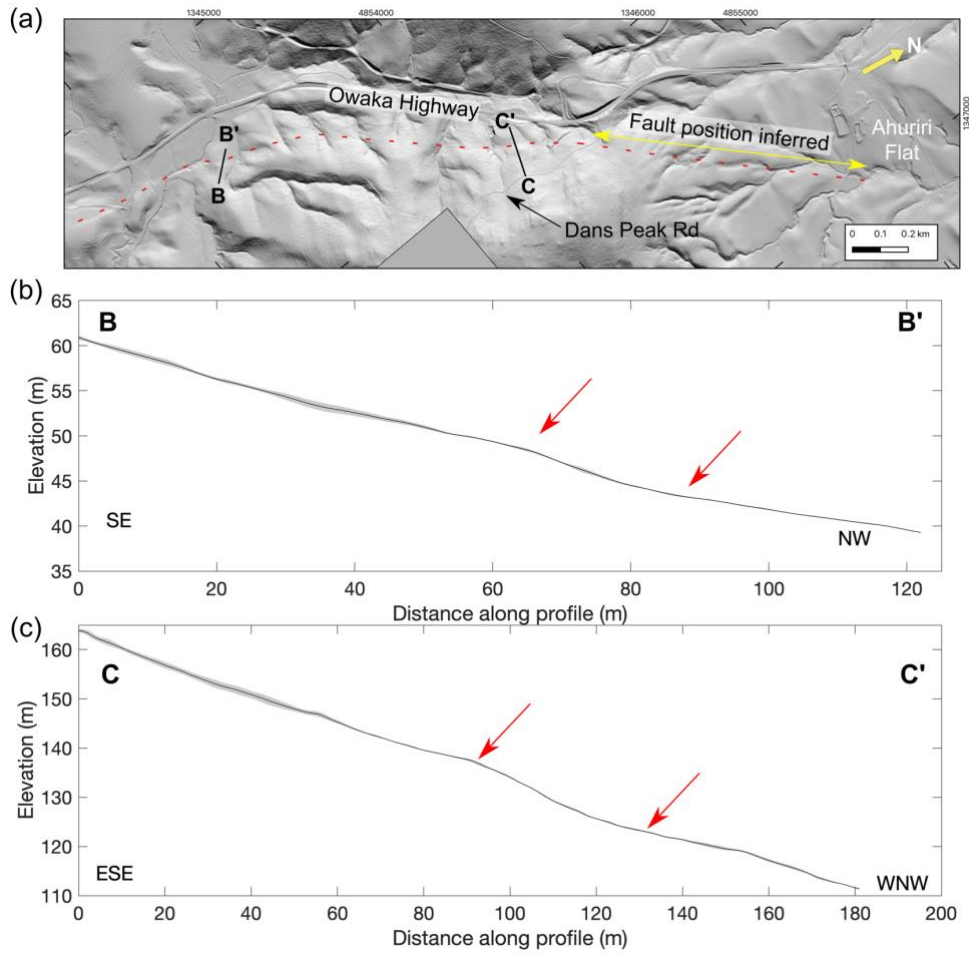 (a)
1345000
4854000
1346000
4855000
N
Owaka Highway
C'
B'
Fault position inferred
Ahuriri
Flat
1347000
B
C
Dans Peak Rd
0 0.1 0.2 km
(b)
65
B
B'
60
55
50
45
40
35
Elevation (m)
SE
NW
0 20 40 60 80 100 120
Distance along profile (m)
(c)
160
C
C'
150
140
130
120
110
Elevation (m)
ESE
WNW
0 20 40 60 80 100 120 140 160 180 200
Distance along profile (m)